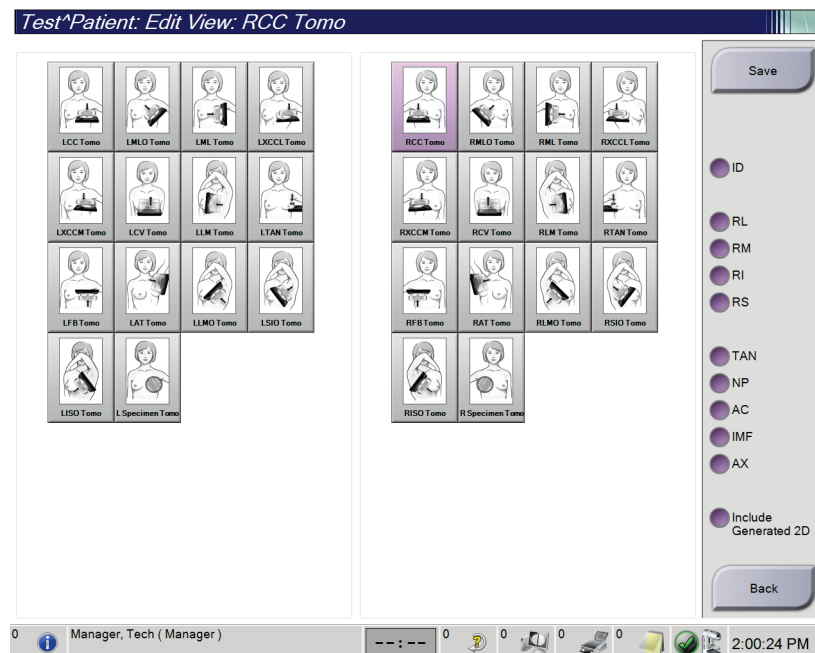 Test^Patient: Edit View: RCC Tomo
LCC Tomo LMLO Tomo LML Tomo LXCCL Tomo
LXCCM Tomo LCV Tomo LLM Tomo LTAN Tomo
LFB Tomo LAT Tomo LLMO Tomo LSIO Tomo
LISO Tomo L Specimen Tomo
RCC Tomo RMLO Tomo RML Tomo RXCCL Tomo
RXCCM Tomo RCV Tomo RLM Tomo RTAN Tomo
RFB Tomo RAT Tomo RLMO Tomo RSIO Tomo
RISO Tomo R Specimen Tomo
Save
ID
RL
RM
RI
RS
TAN
NP
AC
IMF
AX
Include
Generated 2D
Back
0 Manager, Tech ( Manager ) --:-- 0 0 0 0 2:00:24 PM